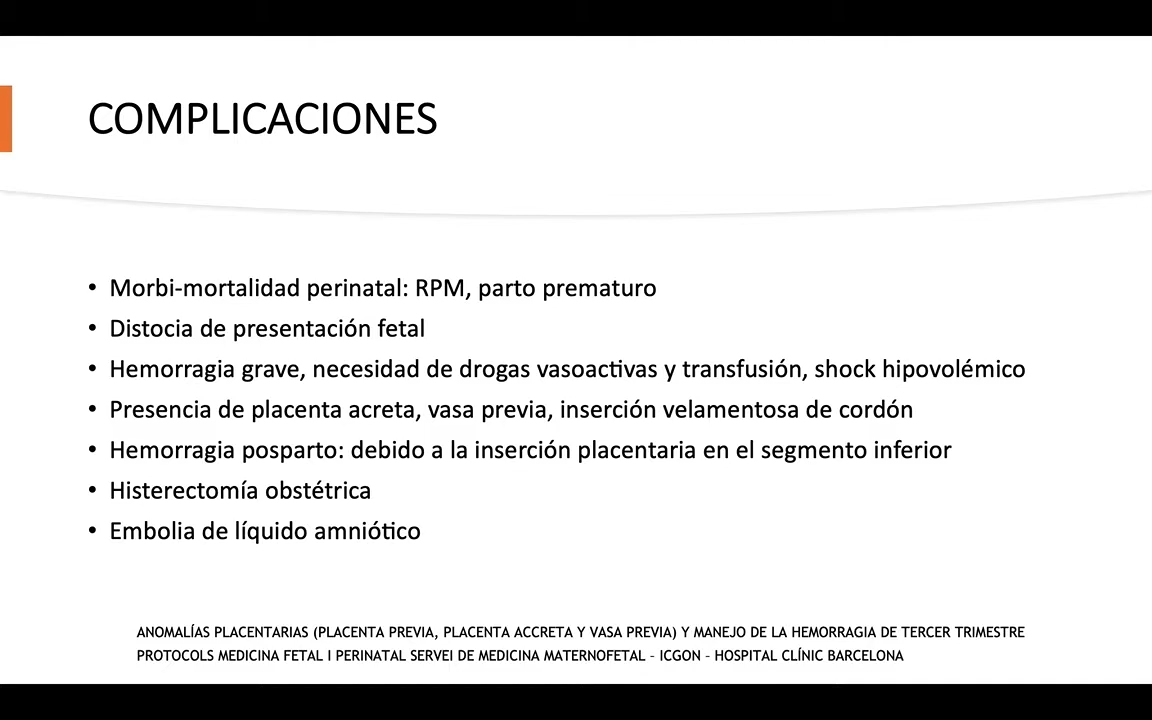 COMPLICACIONES
• Morbi-mortalidad perinatal: RPM, parto prematuro
• Distocia de presentación fetal
• Hemorragia grave, necesidad de drogas vasoactivas y transfusión, shock hipovolémico
• Presencia de placenta acreta, vasa previa, inserción velamentosa de cordón
• Hemorragia posparto: debido a la inserción placentaria en el segmento inferior
• Histerectomía obstétrica
• Embolia de líquido amniótico
ANOMALÍAS PLACENTARIAS (PLACENTA PREVIA, PLACENTA ACCRETA Y VASA PREVIA) Y MANEJO DE LA HEMORRAGIA DE TERCER TRIMESTRE
PROTOCOLS MEDICINA FETAL I PERINATAL SERVEI DE MEDICINA MATERNOFETAL – ICGON – HOSPITAL CLÍNIC BARCELONA